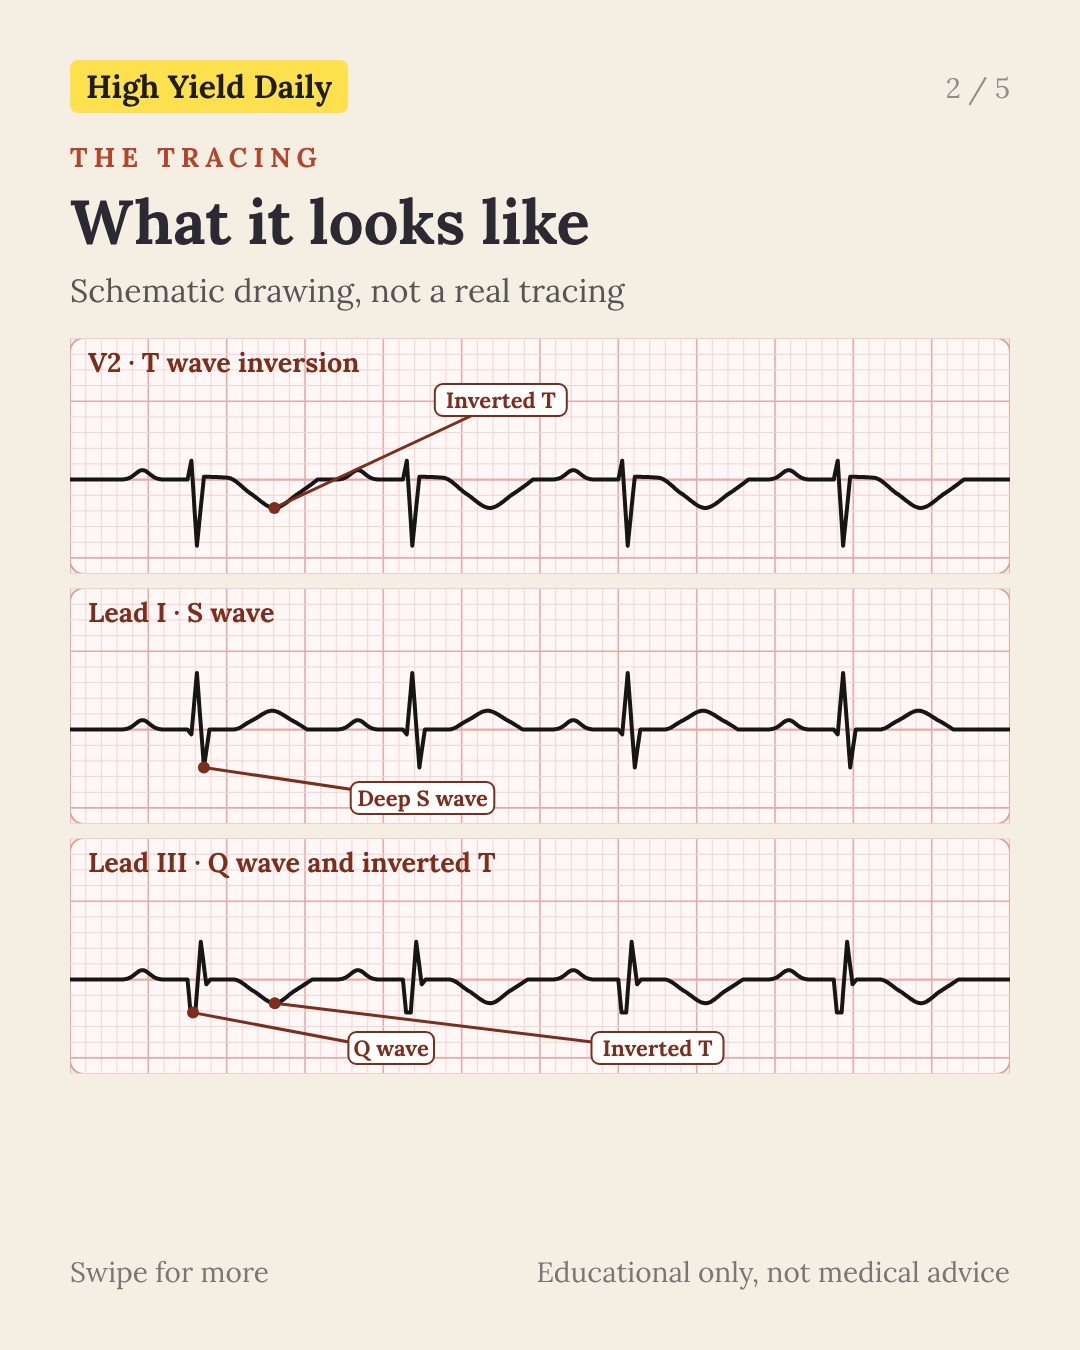 High Yield Daily
2 / 5
THE TRACING
What it looks like
Schematic drawing, not a real tracing
V2 · T wave inversion
Inverted T
Lead I · S wave
Deep S wave
Lead III · Q wave and inverted T
Q wave
Inverted T
Swipe for more
Educational only, not medical advice